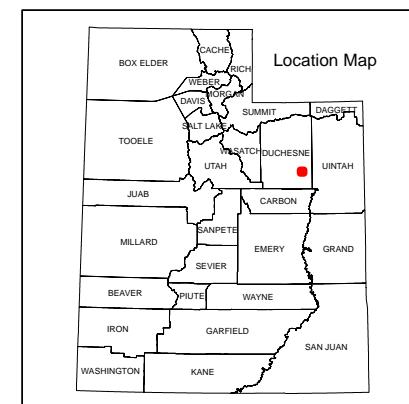 Location Map
CACHE
BOX ELDER
RICH
WEBER
MORGAN
DAVIS
SUMMIT
DAGGETT
SALT LAKE
TOOELE
WASATCH
DUCHESNE
UTAH
UINTAH
JUAB
CARBON
SANPETE
MILLARD
EMERY
GRAND
SEVIER
BEAVER
PIUTE
WAYNE
IRON
GARFIELD
SAN JUAN
WASHINGTON
KANE